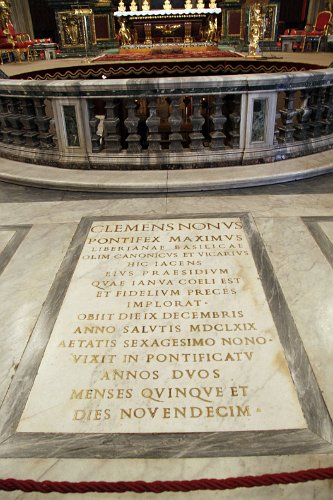 CLEMENS NONVS
PONTIFEX MAXIMVS
LIBERIANAE BASILICAE
OLIM CANONICVS ET VICARIVS
HIC IACENS
EIVS PRAESIDIVM
QVAE IANVA COELI EST
ET FIDELIVM PRECES
IMPLORAT ·
OBIIT DIE IX DECEMBRIS
ANNO SALVTIS MDCLXIX
AETATIS SEXAGESIMO NONO ·
VIXIT IN PONTIFICATV
ANNOS DVOS
MENSES QVINQVE ET
DIES NOVENDECIM ·